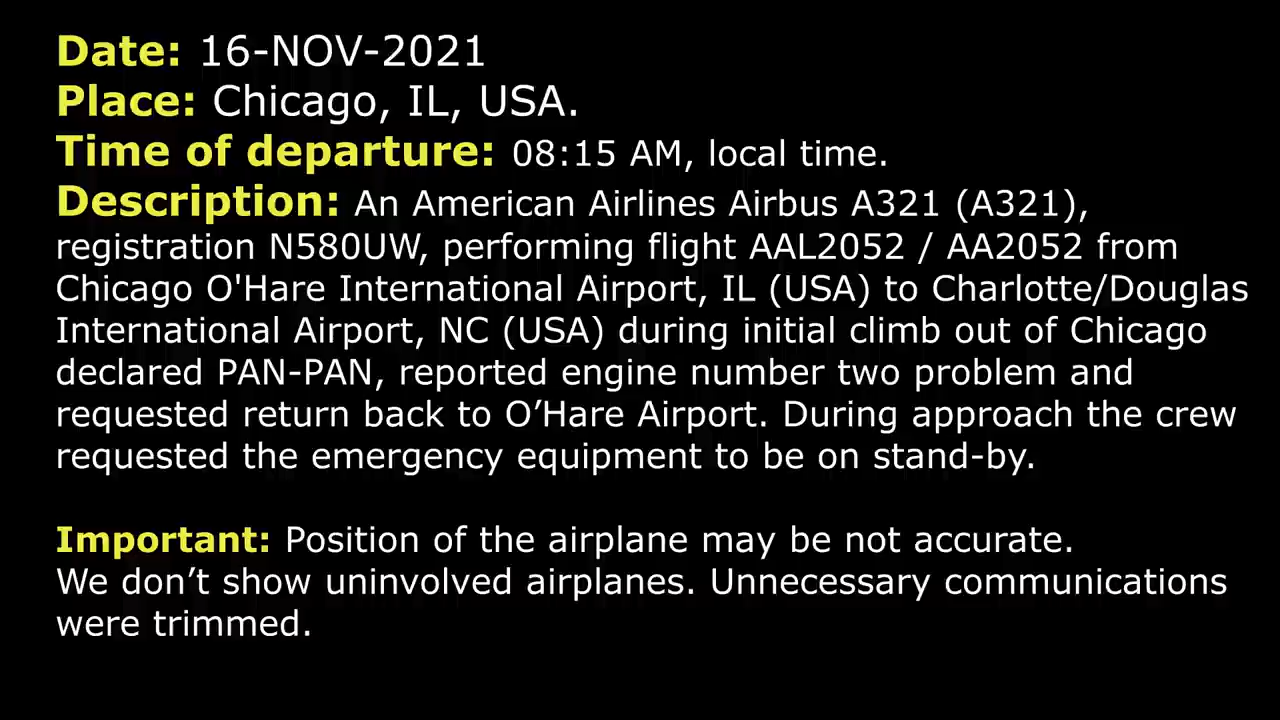 Date: 16-NOV-2021
Place: Chicago, IL, USA.
Time of departure: 08:15 AM, local time.
Description: An American Airlines Airbus A321 (A321),
registration N580UW, performing flight AAL2052 / AA2052 from
Chicago O'Hare International Airport, IL (USA) to Charlotte/Douglas
International Airport, NC (USA) during initial climb out of Chicago
declared PAN-PAN, reported engine number two problem and
requested return back to O’Hare Airport. During approach the crew
requested the emergency equipment to be on stand-by.
Important: Position of the airplane may be not accurate.
We don’t show uninvolved airplanes. Unnecessary communications
were trimmed.